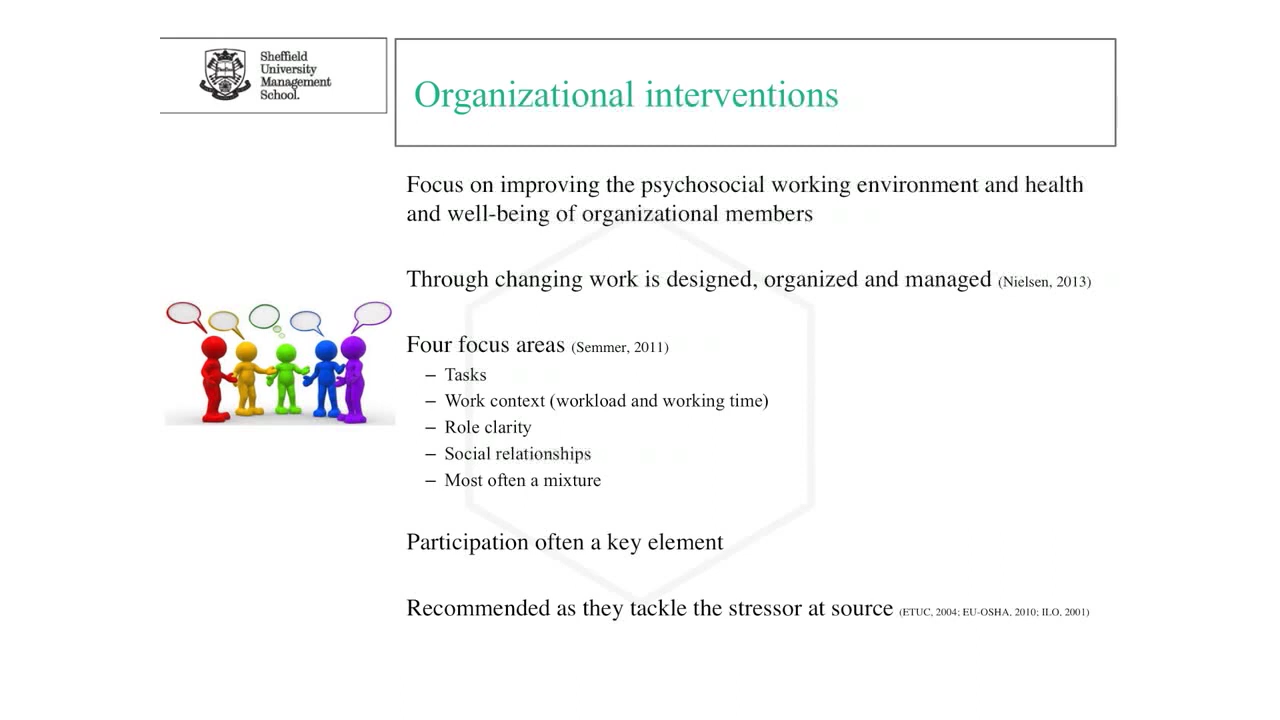 Sheffield
University
Management
School.
Organizational interventions
Focus on improving the psychosocial working environment and health
and well-being of organizational members
Through changing work is designed, organized and managed (Nielsen, 2013)
Four focus areas (Semmer, 2011)
– Tasks
– Work context (workload and working time)
– Role clarity
– Social relationships
– Most often a mixture
Participation often a key element
Recommended as they tackle the stressor at source (ETUC, 2004; EU-OSHA, 2010; ILO, 2001)